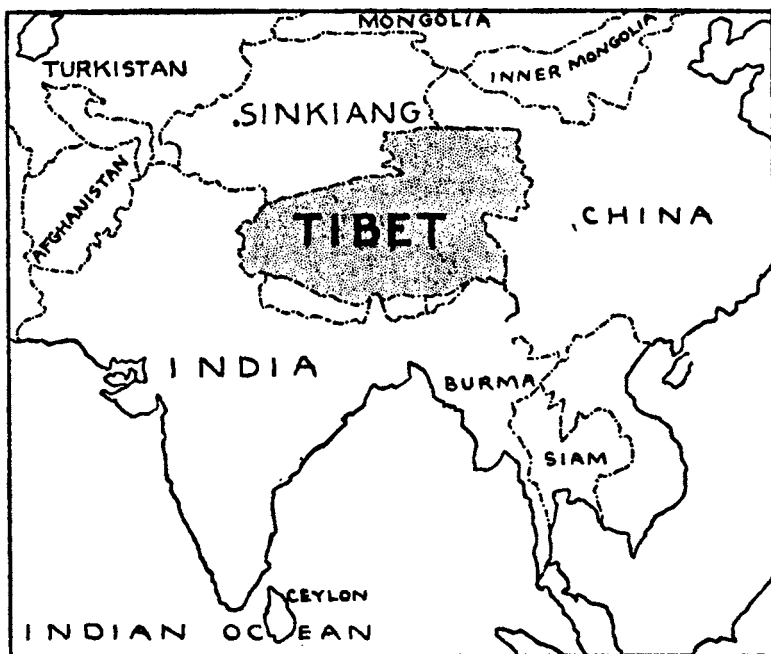 MONGOLIA
TURKISTAN
INNER MONGOLIA
SINKIANG
AFGHANISTAN
TIBET
CHINA
INDIA
BURMA
SIAM
CEYLON
INDIAN OCEAN